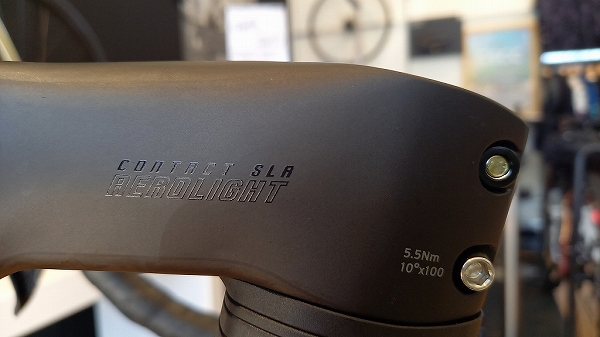 CONTACT SLR
AEROLIGHT
5.5Nm
10°x100